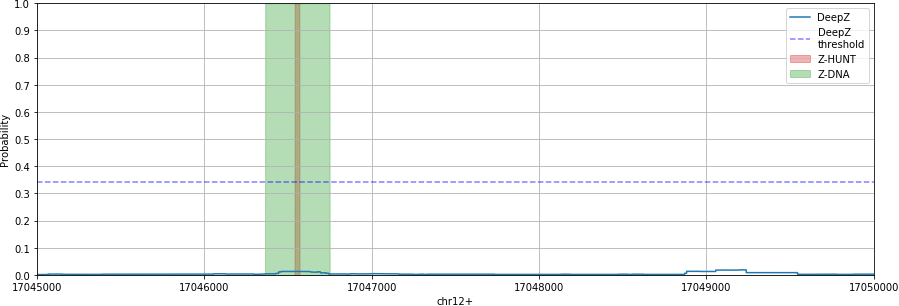 1.0
0.9
0.8
0.7
0.6
0.5
0.4
0.3
0.2
0.1
0.0
Probability
DeepZ
DeepZ
threshold
Z-HUNT
Z-DNA
17045000 17046000 17047000 17048000 17049000 17050000
chr12+